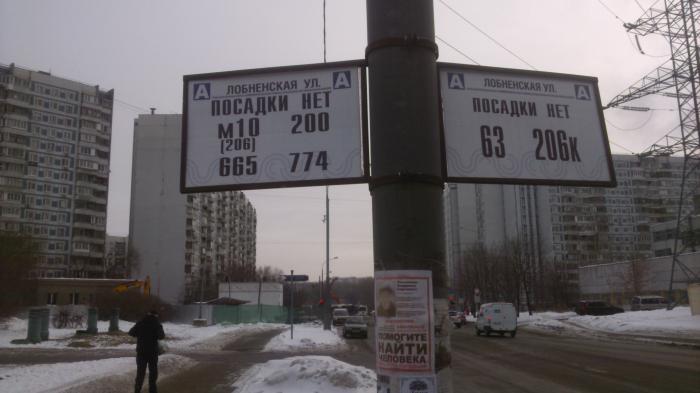 А ЛОБНЕНСКАЯ УЛ. А
ПОСАДКИ НЕТ
М10 200
(206)
665 774
А ЛОБНЕНСКАЯ УЛ. А
ПОСАДКИ НЕТ
63 206к
ПОМОГИТЕ
НАЙТИ
ЧЕЛОВЕКА